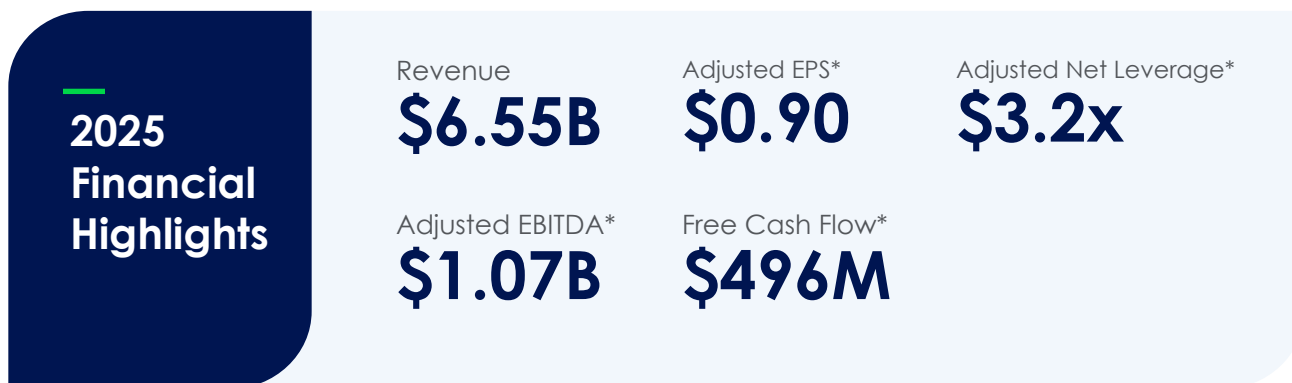 2025
Financial
Highlights
Revenue
$6.55B
Adjusted EPS*
$0.90
Adjusted Net Leverage*
$3.2x
Adjusted EBITDA*
$1.07B
Free Cash Flow*
$496M